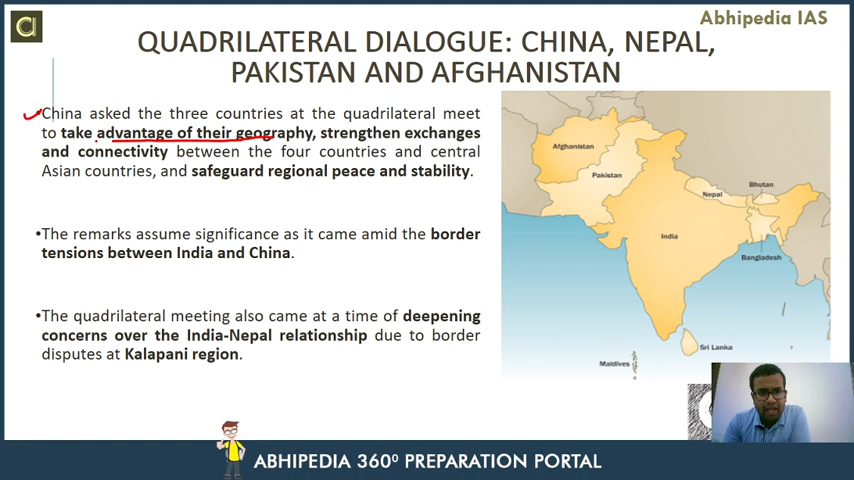 Abhipedia IAS
QUADRILATERAL DIALOGUE: CHINA, NEPAL,
PAKISTAN AND AFGHANISTAN
China asked the three countries at the quadrilateral meet
to take advantage of their geography, strengthen exchanges
and connectivity between the four countries and central
Asian countries, and safeguard regional peace and stability.
•The remarks assume significance as it came amid the border
tensions between India and China.
•The quadrilateral meeting also came at a time of deepening
concerns over the India-Nepal relationship due to border
disputes at Kalapani region.
Afghanistan
Pakistan
Nepal
Bhutan
India
Bangladesh
Sri Lanka
Maldives
ABHIPEDIA 360⁰ PREPARATION PORTAL